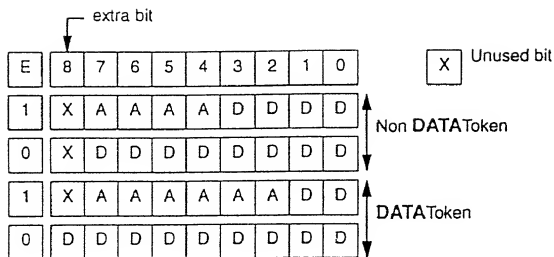 extra bit
E 8 7 6 5 4 3 2 1 0
X Unused bit
1 X A A A A D D D D
Non DATAToken
0 X D D D D D D D D
1 X A A A A A A D D
DATAToken
0 D D D D D D D D D